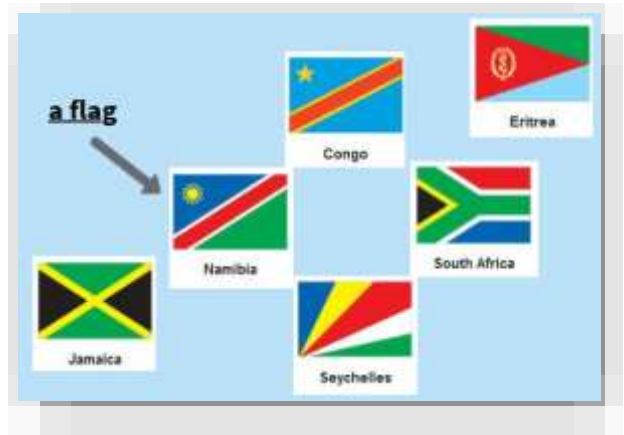 a flag
Congo
Eritrea
Namibia
South Africa
Jamaica
Seychelles